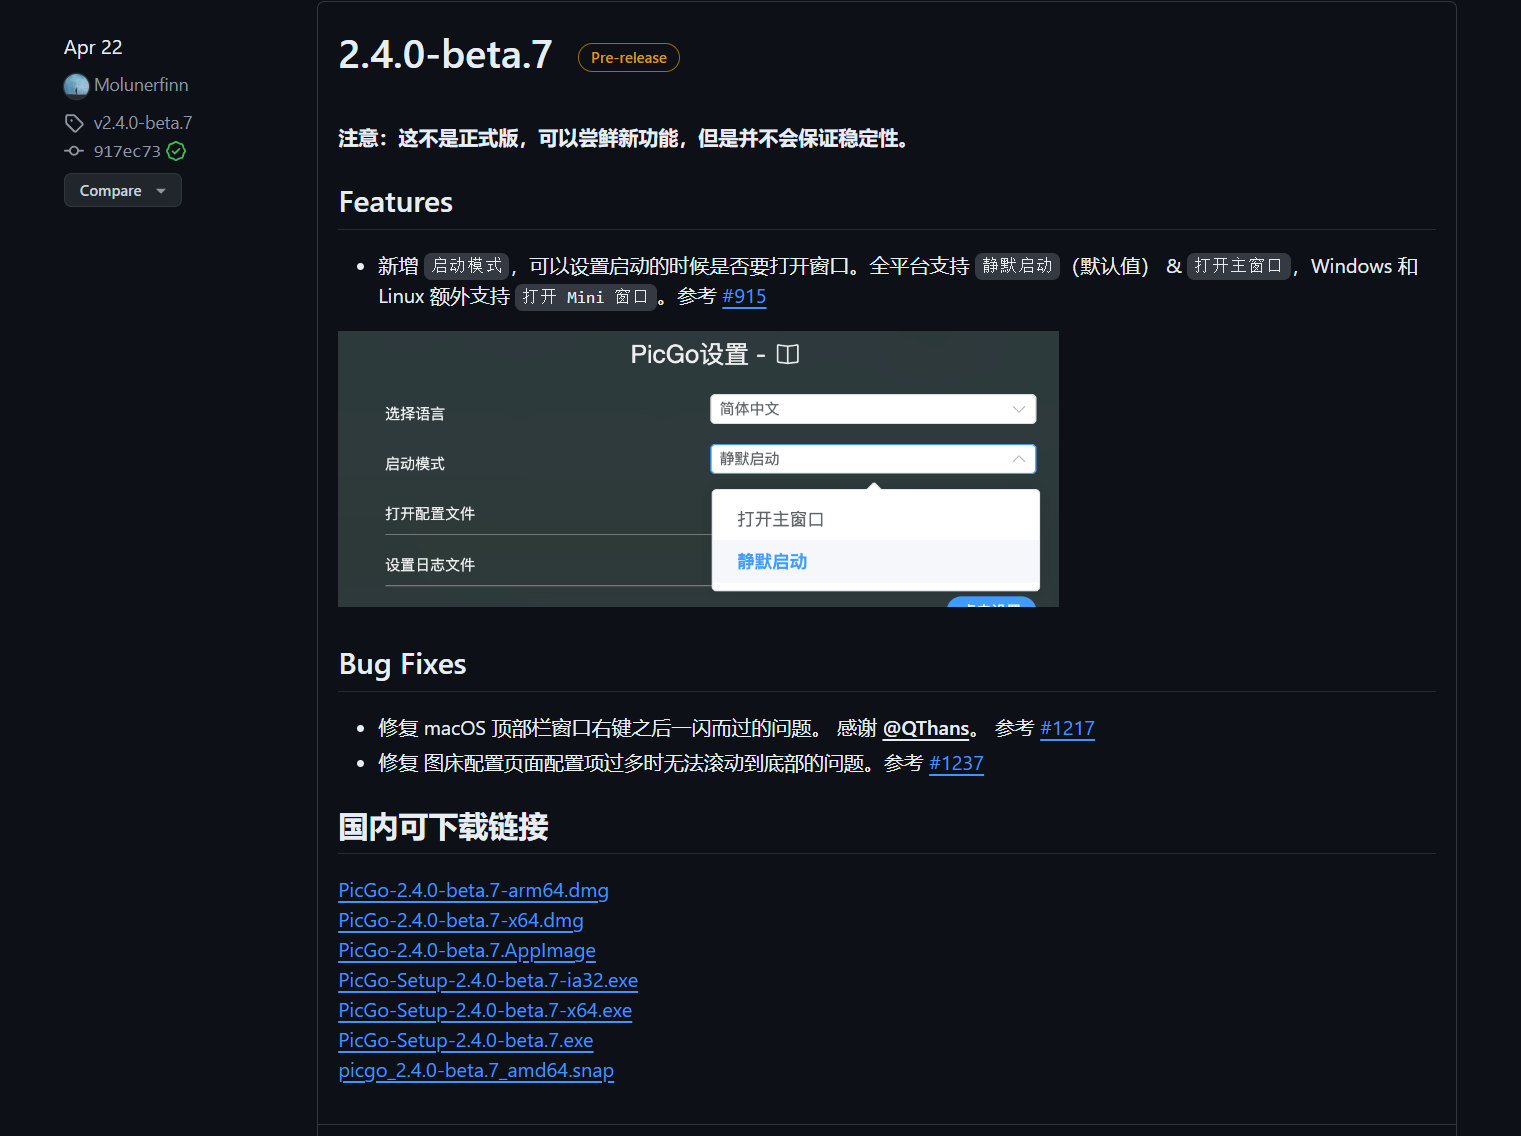 Apr 22
Molunerfinn
v2.4.0-beta.7
917ec73
Compare
2.4.0-beta.7 Pre-release
注意：这不是正式版，可以尝鲜新功能，但是并不会保证稳定性。
Features
新增 启动模式，可以设置启动的时候是否要打开窗口。全平台支持 静默启动（默认值） & 打开主窗口，Windows 和
Linux 额外支持 打开 Mini 窗口。参考 #915
PicGo设置 -
选择语言 简体中文
启动模式 静默启动
打开配置文件
打开主窗口
设置日志文件
静默启动
Bug Fixes
修复 macOS 顶部栏窗口右键之后一闪而过的问题。 感谢 @QThans。 参考 #1217
修复 图床配置页面配置项过多时无法滚动到底部的问题。参考 #1237
国内可下载链接
PicGo-2.4.0-beta.7-arm64.dmg
PicGo-2.4.0-beta.7-x64.dmg
PicGo-2.4.0-beta.7.AppImage
PicGo-Setup-2.4.0-beta.7-ia32.exe
PicGo-Setup-2.4.0-beta.7-x64.exe
PicGo-Setup-2.4.0-beta.7.exe
picgo_2.4.0-beta.7_amd64.snap